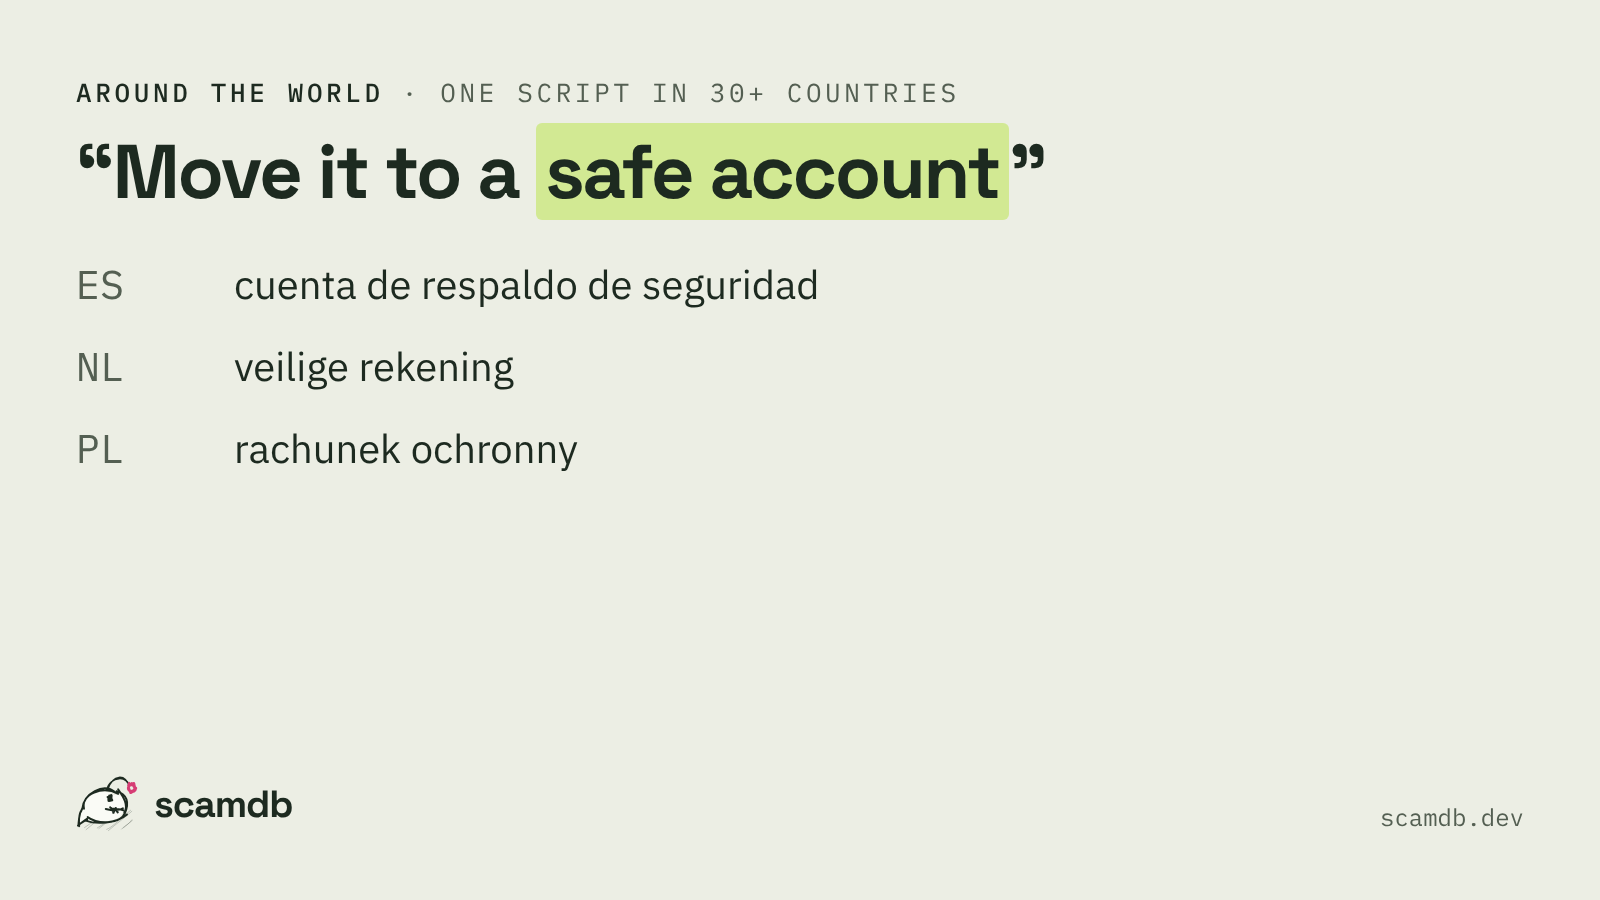 AROUND THE WORLD · ONE SCRIPT IN 30+ COUNTRIES
“Move it to a safe account”
ES cuenta de respaldo de seguridad
NL veilige rekening
PL rachunek ochronny
scamdb
scamdb.dev